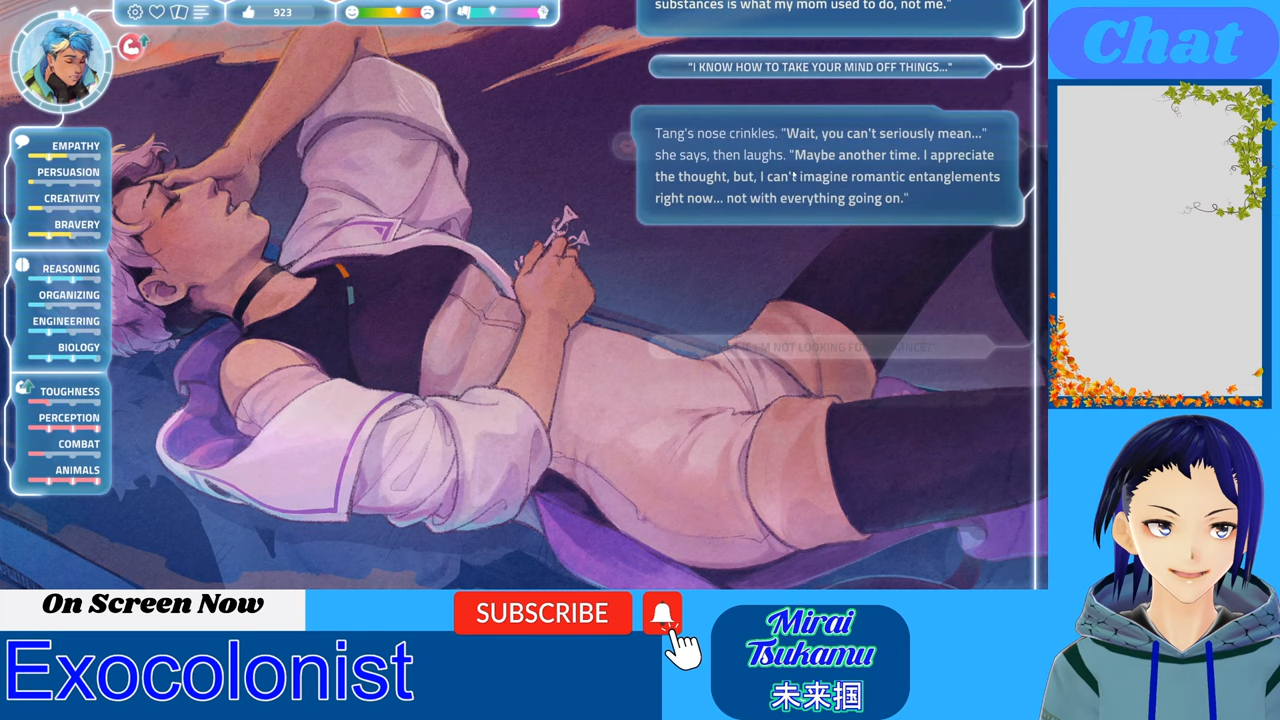 923
substances is what my mom used to do, not me."
"I KNOW HOW TO TAKE YOUR MIND OFF THINGS..."
Tang's nose crinkles. "Wait, you can't seriously mean..."
she says, then laughs. "Maybe another time. I appreciate
the thought, but, I can't imagine romantic entanglements
right now... not with everything going on."
EMPATHY
PERSUASION
CREATIVITY
BRAVERY
REASONING
ORGANIZING
ENGINEERING
BIOLOGY
TOUGHNESS
PERCEPTION
COMBAT
ANIMALS
Chat
On Screen Now
Exocolonist
SUBSCRIBE
Mirai
Tsukamu
未来掴